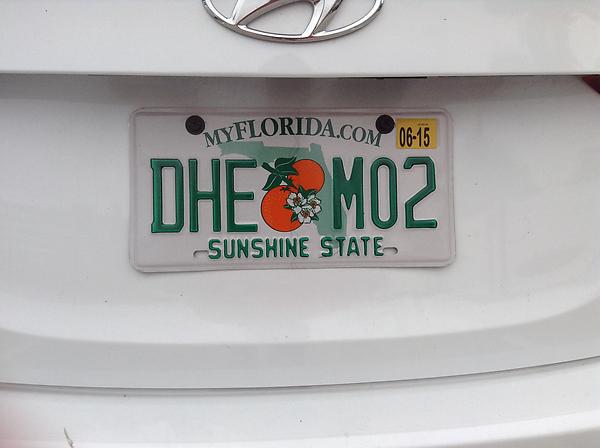 MYFLORIDA.COM
06-15
DHE M02
SUNSHINE STATE